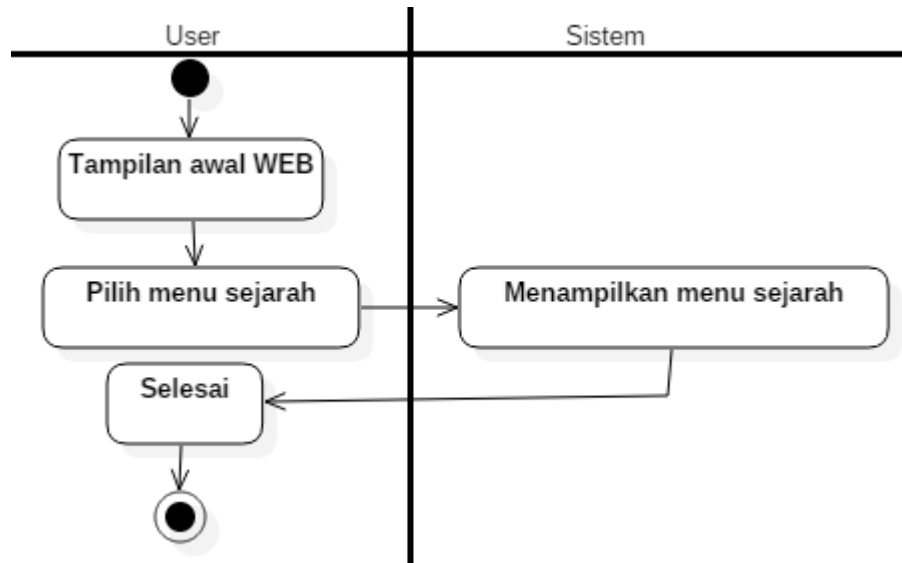 User
Sistem
Tampilan awal WEB
Pilih menu sejarah
Menampilkan menu sejarah
Selesai